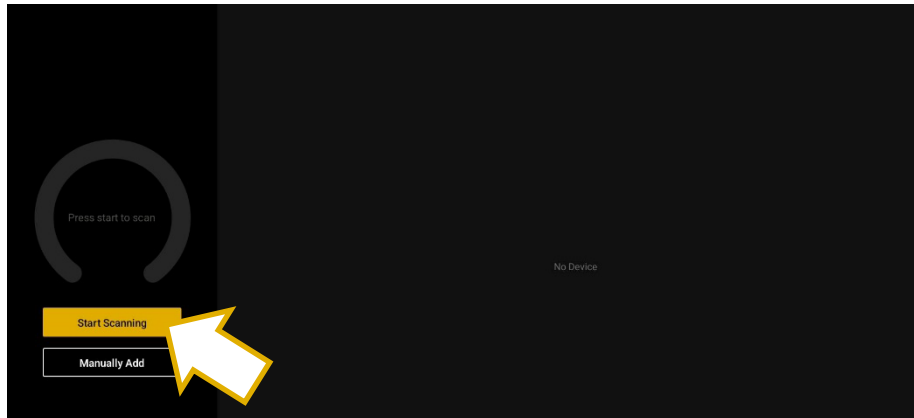 Press start to scan
No Device
Start Scanning
Manually Add